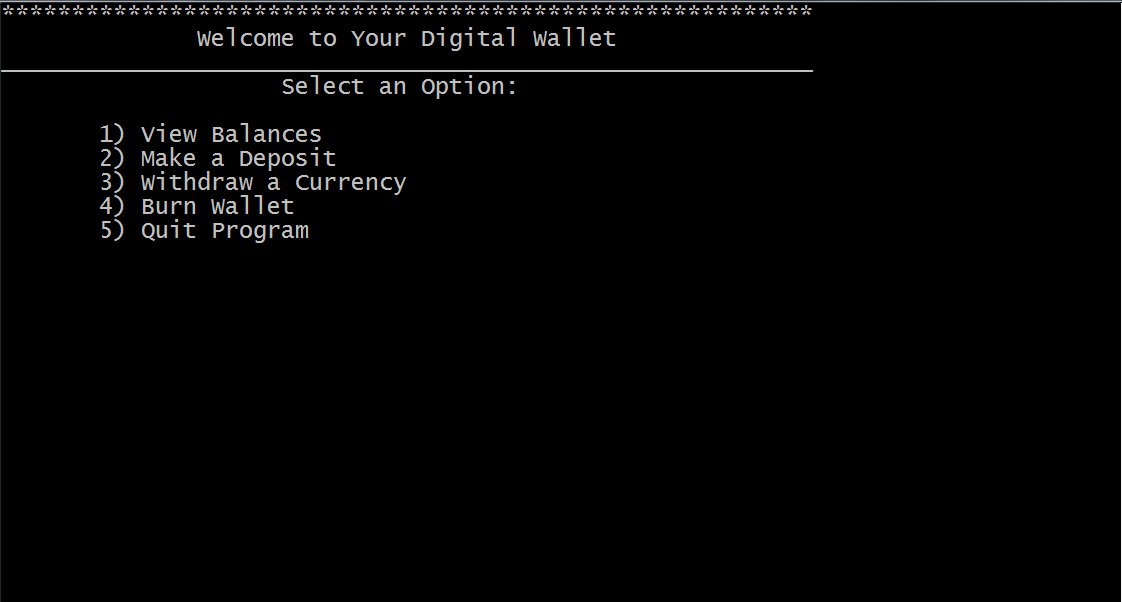 **********************************************************
Welcome to Your Digital Wallet
__________________________________________________________
Select an Option:
1) View Balances
2) Make a Deposit
3) Withdraw a Currency
4) Burn Wallet
5) Quit Program